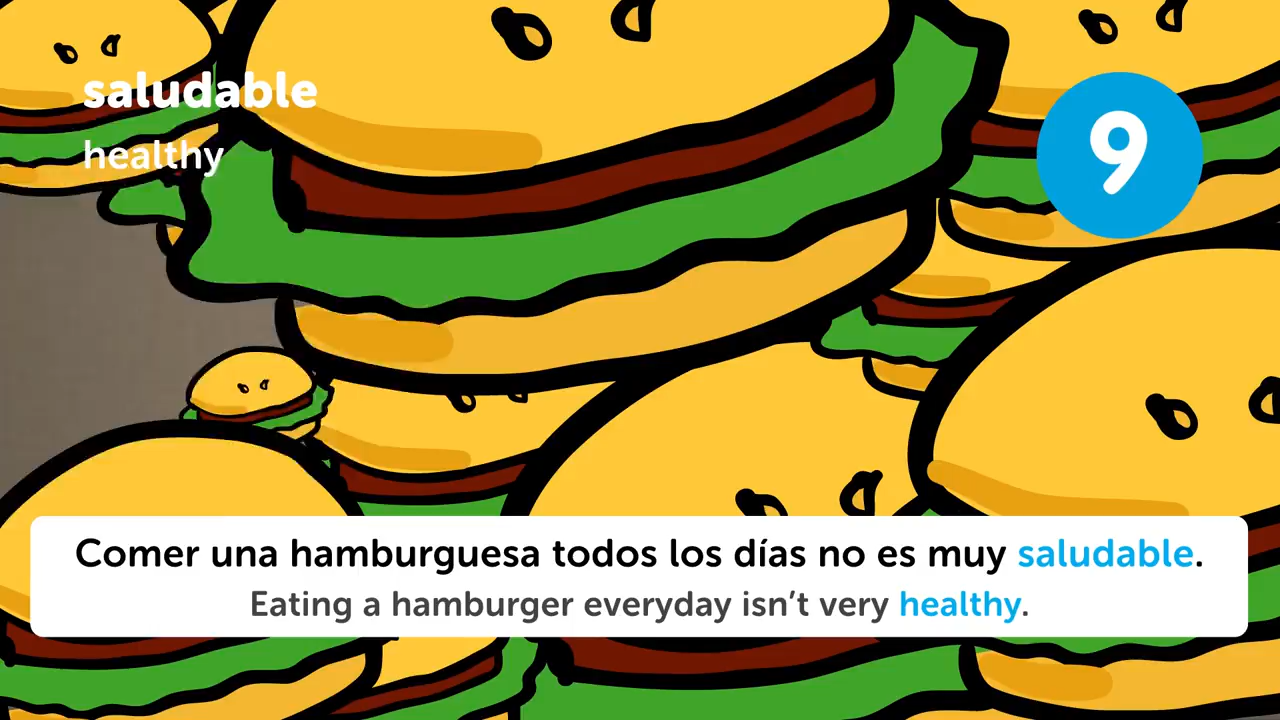 saludable
healthy
9
Comer una hamburguesa todos los días no es muy saludable.
Eating a hamburger everyday isn’t very healthy.